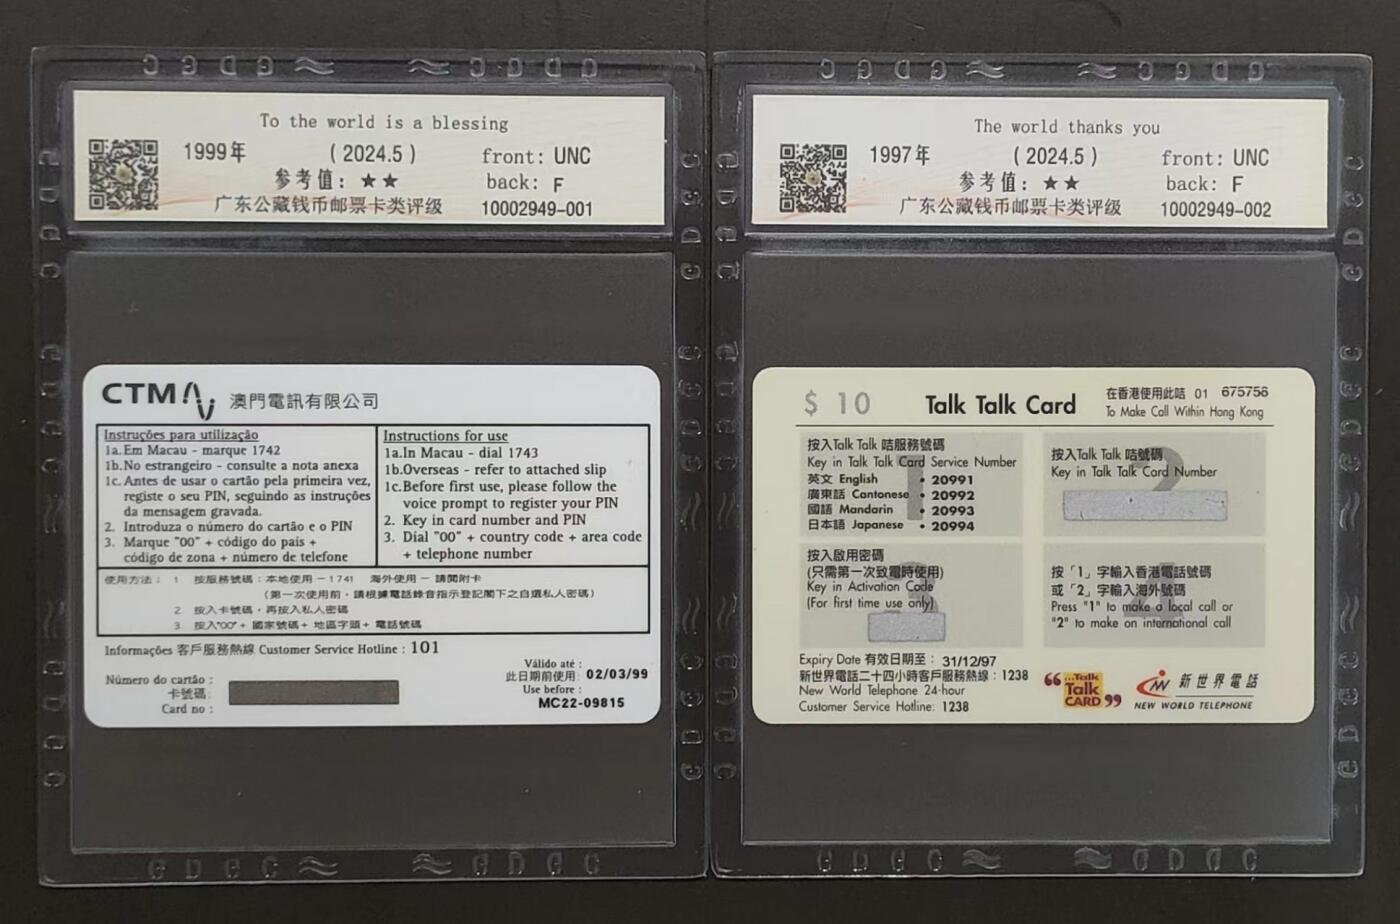 To the world is a blessing
1999年 (2024.5) front: UNC
参考值：★★ back: F
广东公藏钱币邮票卡类评级 10002949-001
CTM 澳門電訊有限公司
Instruções para utilização
1a.Em Macau - marque 1742
1b.No estrangeiro - consulte a nota anexa
1c.Antes de usar o cartão pela primeira vez,
registe o seu PIN, seguindo as instruções
da mensagem gravada.
2. Introduza o número do cartão e o PIN
3. Marque "00" + código do país +
código de zona + número de telefone
Instructions for use
1a.In Macau - dial 1743
1b.Overseas - refer to attached slip
1c.Before first use, please follow the
voice prompt to register your PIN
2. Key in card number and PIN
3. Dial "00" + country code + area code
+ telephone number
使用方法： 1. 按服務號碼：本地使用 － 1741 海外使用 － 請閱附卡
（第一次使用前，請根據電話錄音指示登記閣下之自選私人密碼）
2. 按入卡號碼，再按入私人密碼
3. 按入"00" + 國家號碼 + 地區字頭 + 電話號碼
Informações 客戶服務熱線 Customer Service Hotline : 101
Número do cartão :
卡號碼
Card no :
Válido até :
此日期前使用: 02/03/99
Use before :
MC22-09815
The world thanks you
1997年 (2024.5) front: UNC
参考值：★★ back: F
广东公藏钱币邮票卡类评级 10002949-002
$ 10 Talk Talk Card
在香港使用此咭 01 675756
To Make Call Within Hong Kong
1
按入Talk Talk 咭服務號碼
Key in Talk Talk Card Service Number
英文 English • 20991
廣東話 Cantonese • 20992
國語 Mandarin • 20993
日本語 Japanese • 20994
2
按入Talk Talk 咭號碼
Key in Talk Talk Card Number
3
按入啟用密碼
(只需第一次致電時使用)
Key in Activation Code
(For first time use only)
4
按「1」字輸入香港電話號碼
或「2」字輸入海外號碼
Press "1" to make a local call or
"2" to make on international call
Expiry Date 有效日期至： 31/12/97
新世界電話二十四小時客戶服務熱線：1238
New World Telephone 24-hour
Customer Service Hotline: 1238
“...Talk
Talk
CARD”
新世界電話
NEW WORLD TELEPHONE